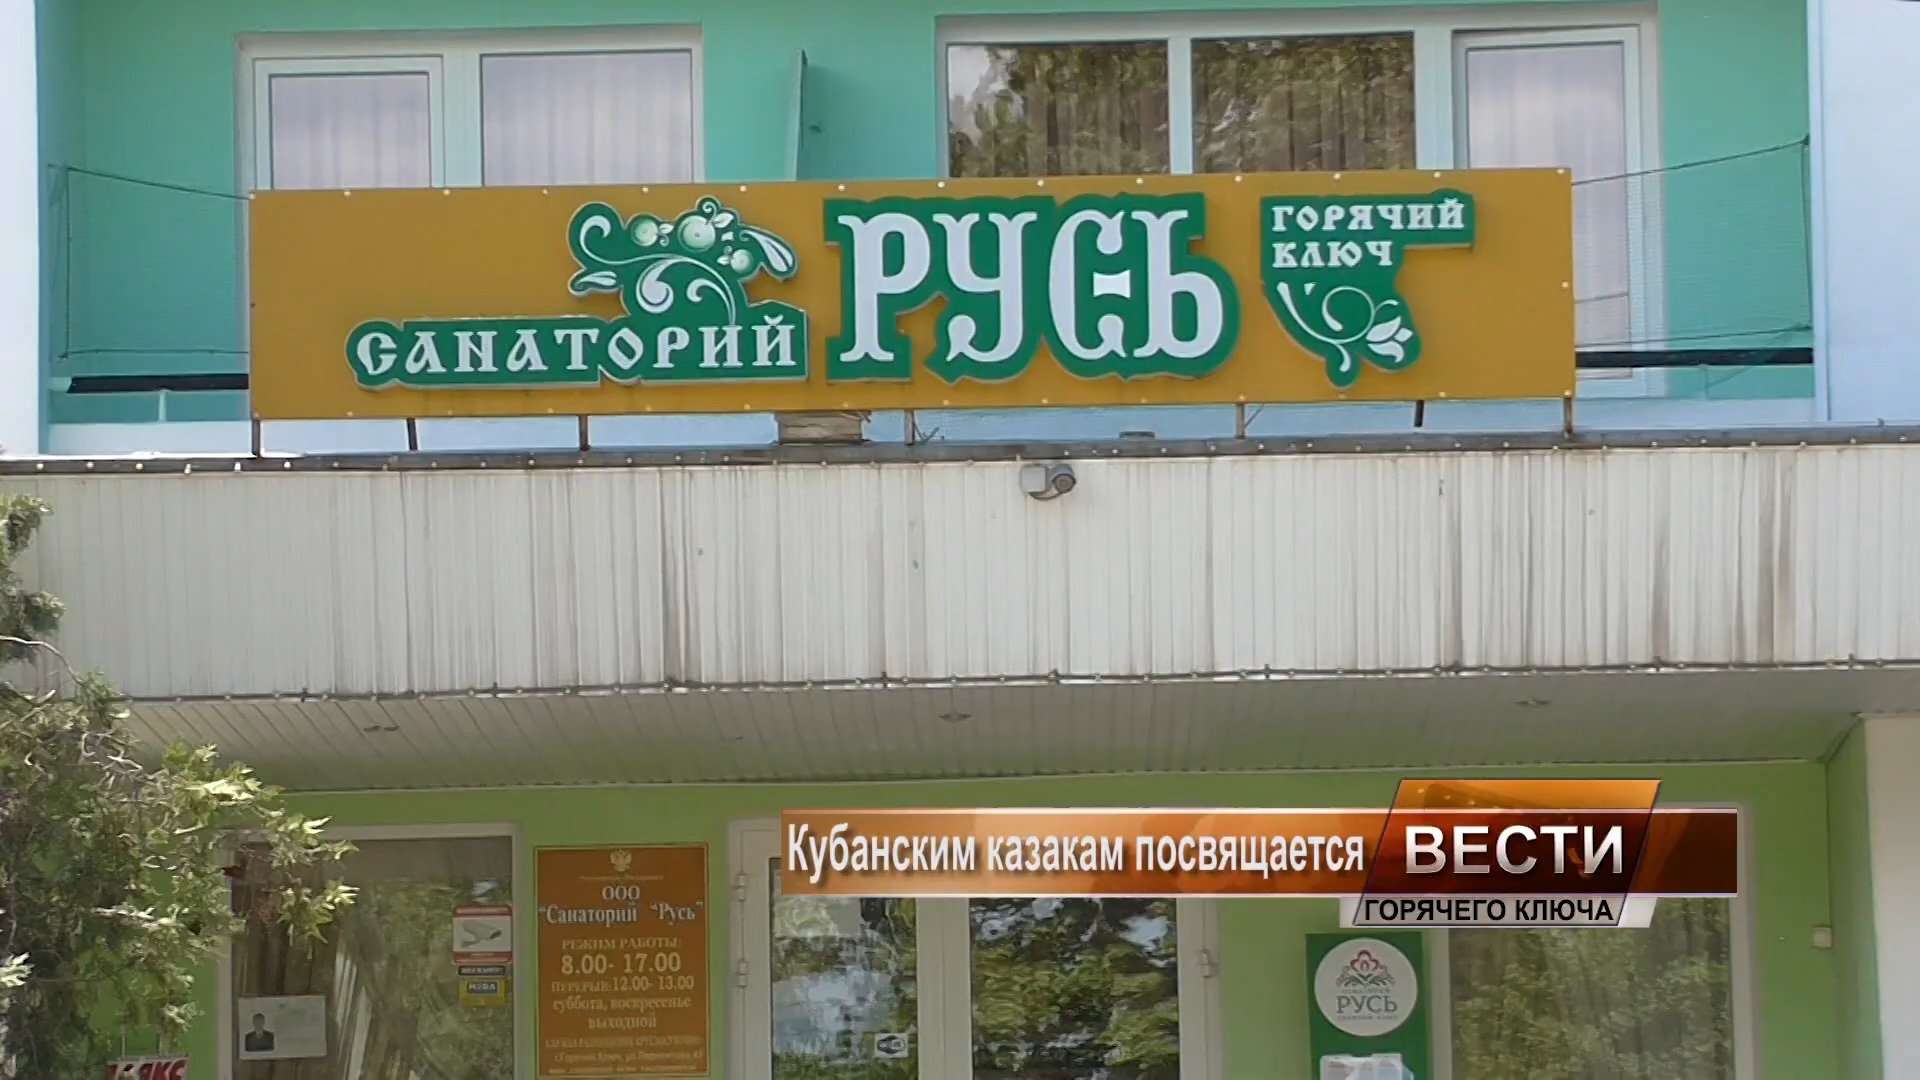 САНАТОРИЙ
РУСЬ
ГОРЯЧИЙ
КЛЮЧ
Кубанским казакам посвящается
ВЕСТИ
ГОРЯЧЕГО КЛЮЧА
ООО
"Санаторий "Русь"
РЕЖИМ РАБОТЫ:
8.00- 17.00
ПЕРЕРЫВ:12.00- 13.00
суббота, воскресенье
выходной
РУСЬ